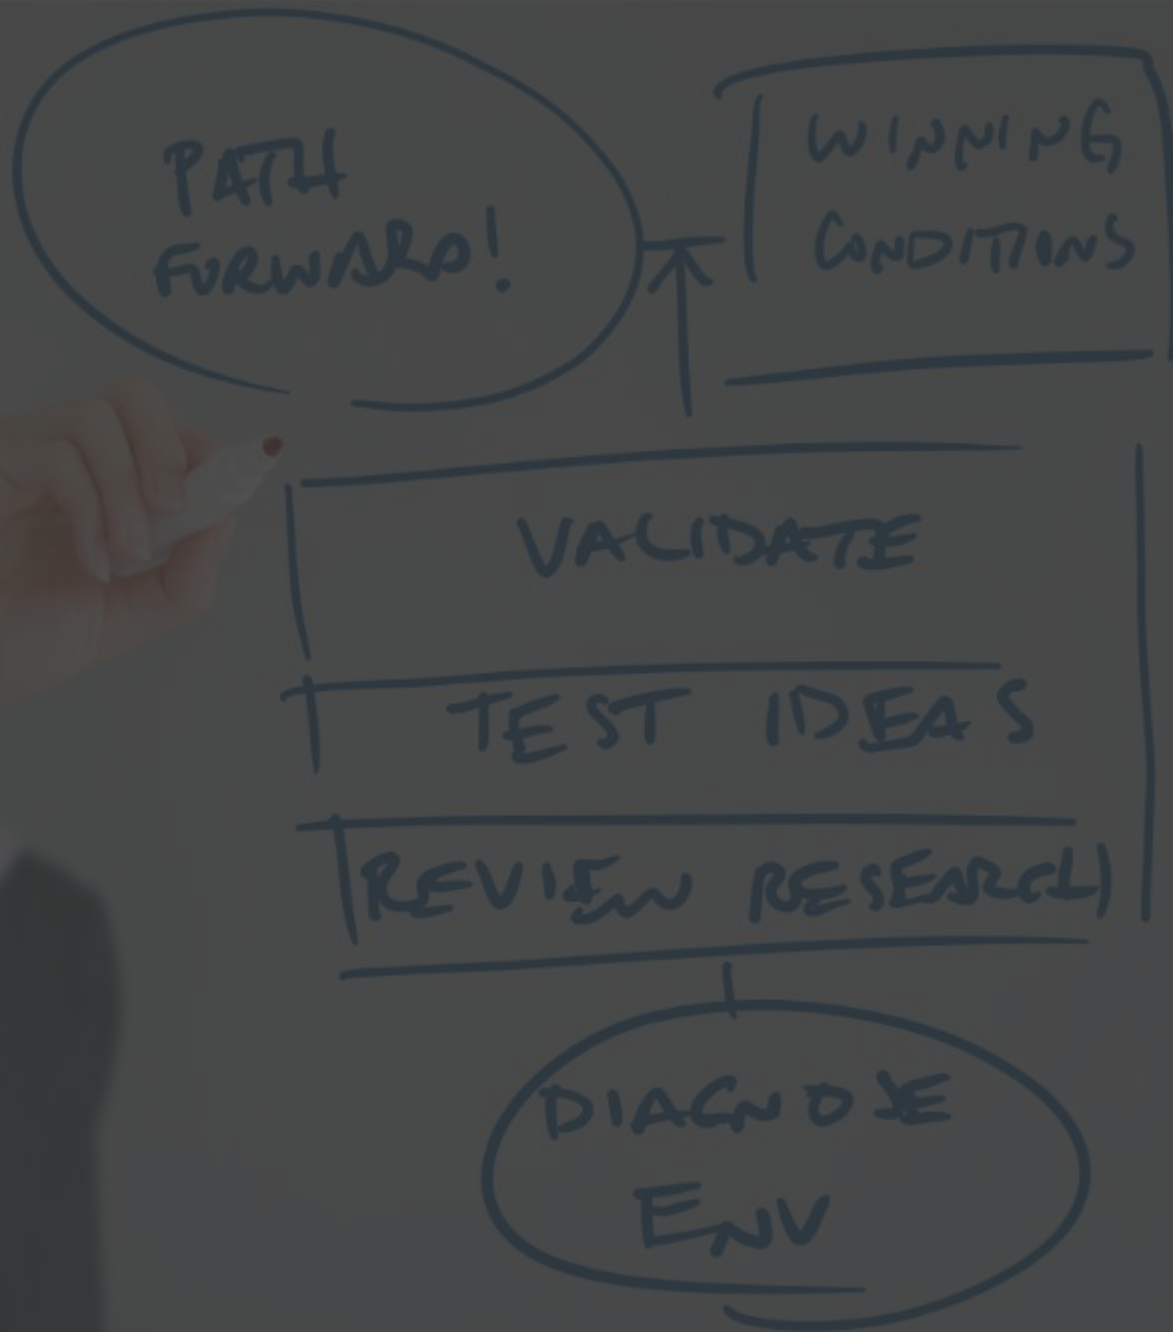 PATH
FORWARD!
WINNING
CONDITIONS
VALIDATE
TEST IDEAS
REVIEW RESEARCH
DIAGNOSE
ENV